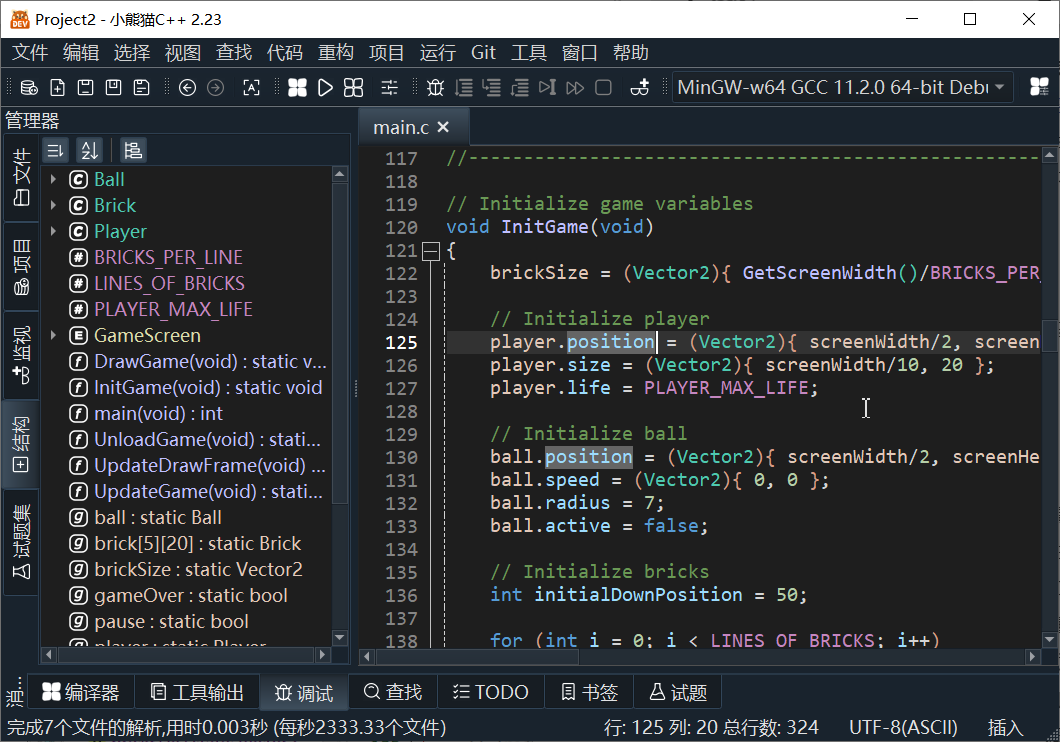 Project2 - 小熊猫C++ 2.23
文件 编辑 选择 视图 查找 代码 重构 项目 运行 Git 工具 窗口 帮助
MinGW-w64 GCC 11.2.0 64-bit Debu
管理器
文件
项目
监视
结构
试题集
Ball
Brick
Player
BRICKS_PER_LINE
LINES_OF_BRICKS
PLAYER_MAX_LIFE
GameScreen
DrawGame(void) : static v...
InitGame(void) : static void
main(void) : int
UnloadGame(void) : stati...
UpdateDrawFrame(void) ...
UpdateGame(void) : stati...
ball : static Ball
brick[5][20] : static Brick
brickSize : static Vector2
gameOver : static bool
pause : static bool
player : static Player
main.c
117 //----------------------------------------------------
118
119 // Initialize game variables
120 void InitGame(void)
121 {
122 brickSize = (Vector2){ GetScreenWidth()/BRICKS_PER_
123
124 // Initialize player
125 player.position = (Vector2){ screenWidth/2, screen
126 player.size = (Vector2){ screenWidth/10, 20 };
127 player.life = PLAYER_MAX_LIFE;
128
129 // Initialize ball
130 ball.position = (Vector2){ screenWidth/2, screenHe
131 ball.speed = (Vector2){ 0, 0 };
132 ball.radius = 7;
133 ball.active = false;
134
135 // Initialize bricks
136 int initialDownPosition = 50;
137
138 for (int i = 0; i < LINES_OF_BRICKS; i++)
编译器 工具输出 调试 查找 TODO 书签 试题
完成7个文件的解析,用时0.003秒 (每秒2333.33个文件) 行: 125 列: 20 总行数: 324 UTF-8(ASCII) 插入